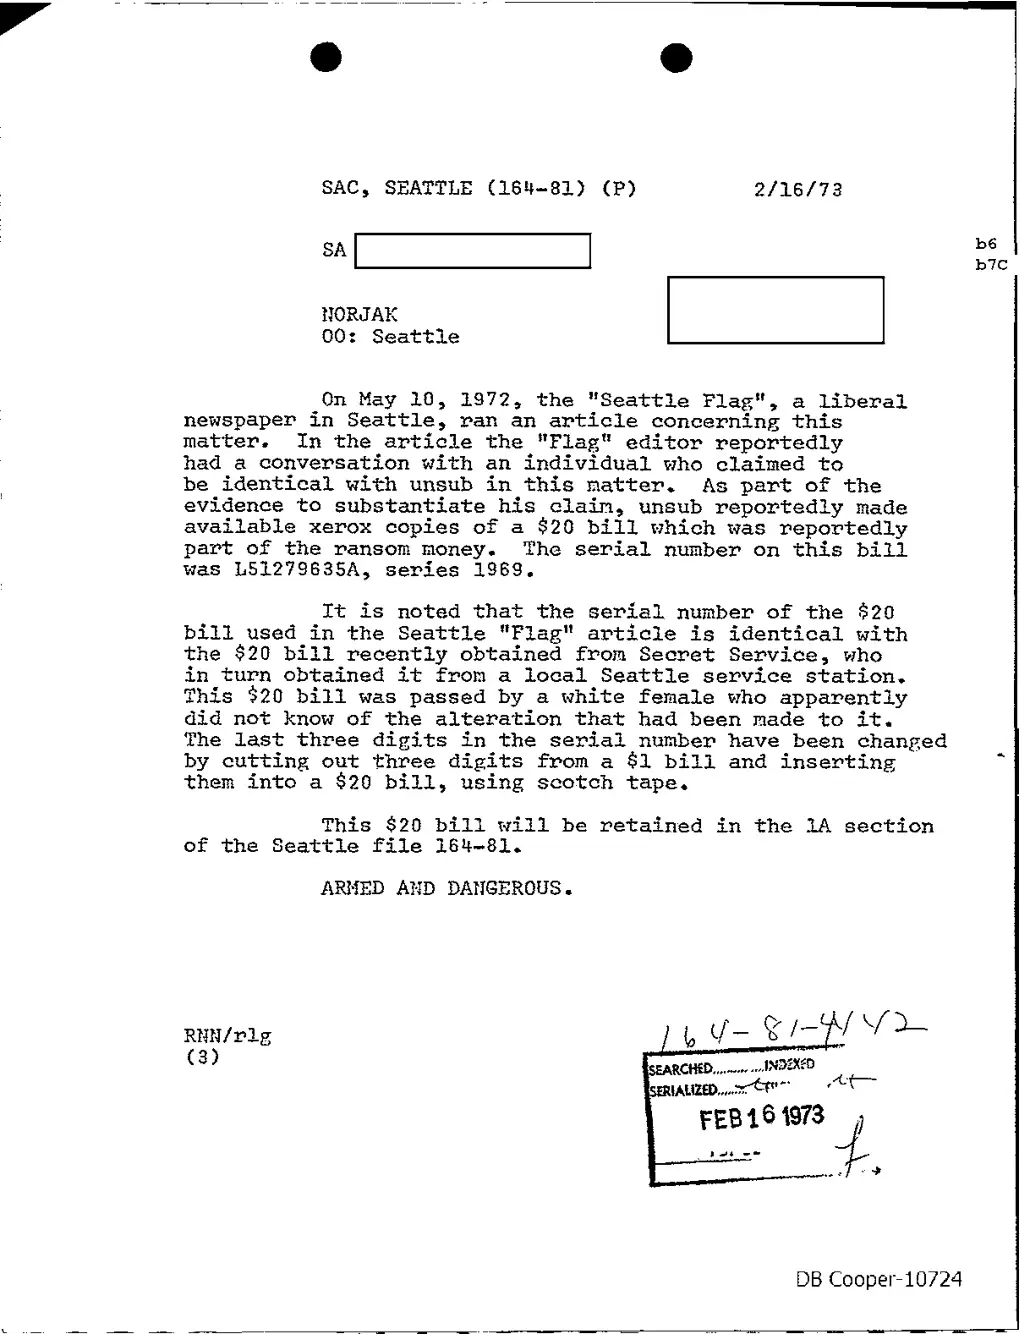 SAC, SEATTLE (164-81) (P) 2/16/73
SA
b6
b7C
NORJAK
OO: Seattle
On May 10, 1972, the "Seattle Flag", a liberal
newspaper in Seattle, ran an article concerning this
matter. In the article the "Flag" editor reportedly
had a conversation with an individual who claimed to
be identical with unsub in this matter. As part of the
evidence to substantiate his claim, unsub reportedly made
available xerox copies of a $20 bill which was reportedly
part of the ransom money. The serial number on this bill
was L51279635A, series 1969.
It is noted that the serial number of the $20
bill used in the Seattle "Flag" article is identical with
the $20 bill recently obtained from Secret Service, who
in turn obtained it from a local Seattle service station.
This $20 bill was passed by a white female who apparently
did not know of the alteration that had been made to it.
The last three digits in the serial number have been changed
by cutting out three digits from a $1 bill and inserting
them into a $20 bill, using scotch tape.
This $20 bill will be retained in the 1A section
of the Seattle file 164-81.
ARMED AND DANGEROUS.
RNN/rlg
(3)
SEARCHED..........INDEXED
SERIALIZED
FEB 16 1973
DB Cooper-10724